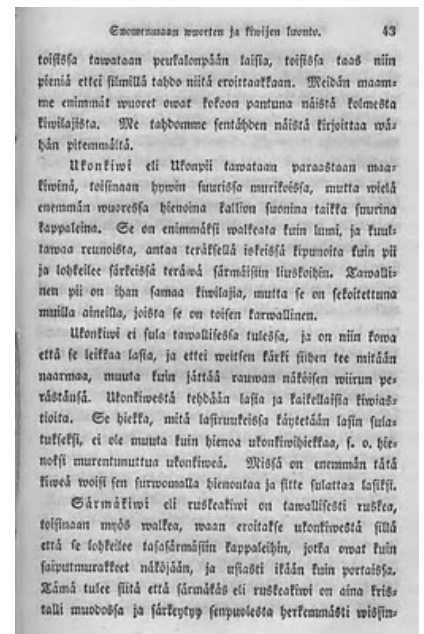 Suomenmaan wuorten ja kiwijen luonto. 43
toisissa tawataan peukalonpään laisia, toisissa taas niin
pieniä ettei silmillä tahdo niitä eroittaakkaan. Meidän maam-
me enimmät wuoret owat kokoon pantuna näistä kolmesta
kiwilajista. Me tahdomme sentähden näistä kirjoittaa wä-
hän pitemmältä.
Ukonkiwi eli Ukonpii tawataan paraastaan maa-
kiwinä, toisinaan hywin suurissa murikoissa, mutta wielä
enemmän wuoressa hienoina kallion suonina taikka suurina
kappaleina. Se on enimmäksi walkeata kuin lumi, ja kuul-
tawaa reunoista, antaa teräksellä iskeissä kipunoita kuin pii
ja lohkeilee särkeissä teräwä särmäisiin liuskoihin. Tawalli-
nen pii on ihan samaa kiwilajia, mutta se on sekoitettuna
muilla aineilla, joista se on toisen karwallinen.
Ukonkiwi ei sula tawallisessa tulessa, ja on niin kowa
että se leikkaa lasia, ja ettei weitsen kärki siihen tee mitään
naarmaa, muuta kuin jättää rauwan näköisen wiirun pe-
rästänsä. Ukonkiwestä tehdään lasia ja kaikellaisia kiwias-
tioita. Se hiekka, mitä lasiruukeissa käytetään lasin sula-
tukseksi, ei ole muuta kuin hienoa ukonkiwihiekkaa, s. o. hie-
noksi murentunuttua ukonkiweä. Missä on enemmän tätä
kiweä woisi sen surwomalla hienontaa ja sitte sulattaa lasiksi.
Särmäkiwi eli ruskeakiwi on tawallisesti ruskea,
toisinaan myös walkea, waan eroitakse ukonkiwestä sillä
että se lohkeilee tasasärmäsiin kappaleihin, jotka owat kuin
saiputmurakkeet näköjään, ja usiasti ikään kuin portaissa.
Tämä tulee siitä että särmäkäs eli ruskeakiwi on aina kris-
talli muodossa ja särkeytyy senpuolesta herkemmästi wissin-